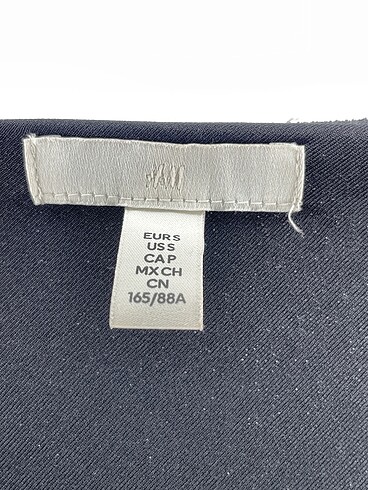 H&M
EUR S
US S
CA P
MX CH
CN
165/88A